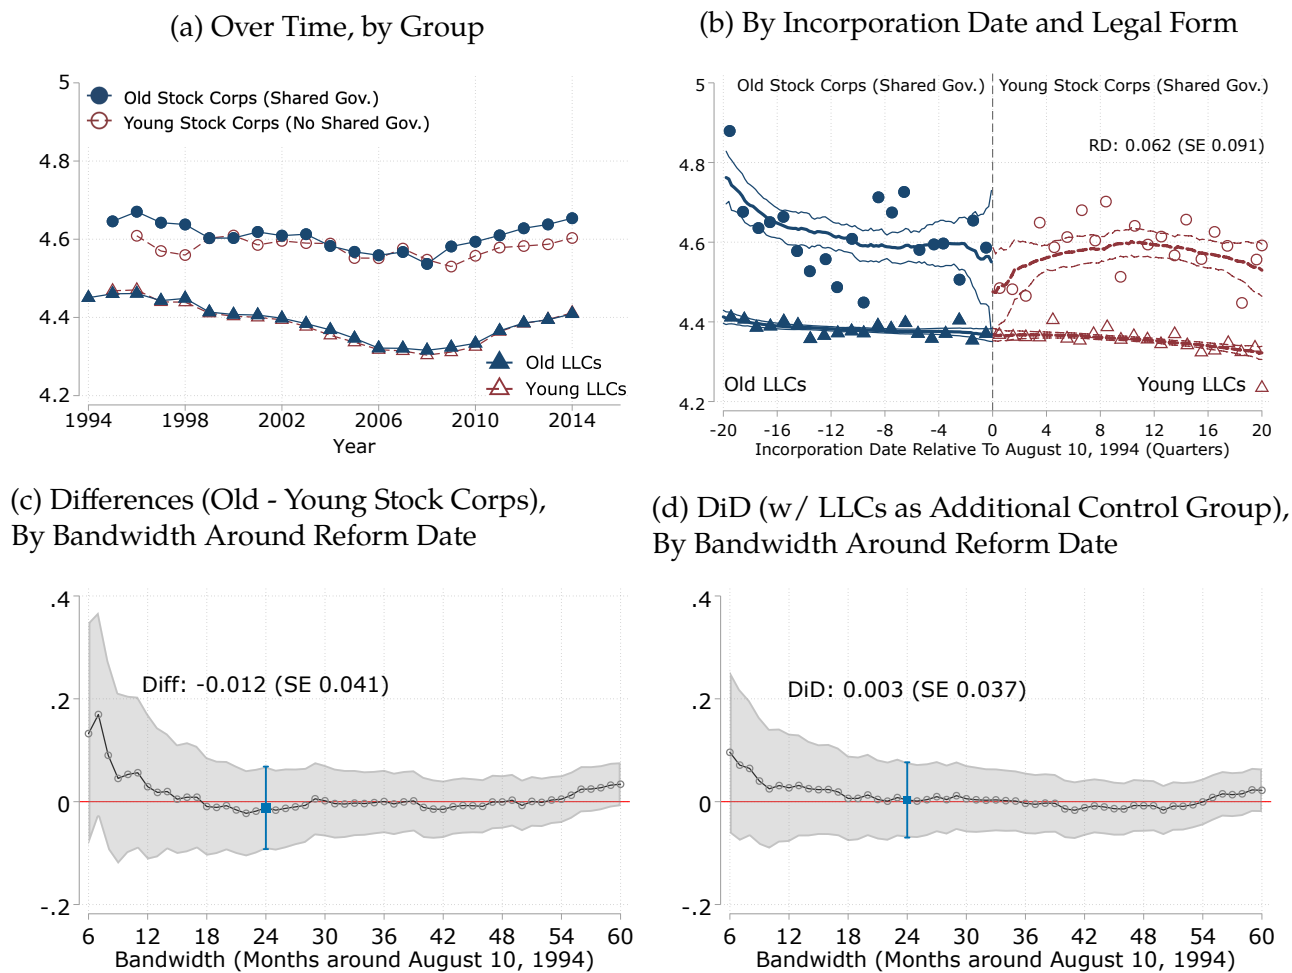 (a) Over Time, by Group
5
4.8
4.6
4.4
4.2
Old Stock Corps (Shared Gov.)
Young Stock Corps (No Shared Gov.)
Old LLCs
Young LLCs
1994 1998 2002 2006 2010 2014
Year
(b) By Incorporation Date and Legal Form
5
4.8
4.6
4.4
4.2
Old Stock Corps (Shared Gov.) Young Stock Corps (Shared Gov.)
RD: 0.062 (SE 0.091)
Old LLCs
Young LLCs
-20 -16 -12 -8 -4 0 4 8 12 16 20
Incorporation Date Relative To August 10, 1994 (Quarters)
(c) Differences (Old - Young Stock Corps),
By Bandwidth Around Reform Date
.4
.2
0
-.2
Diff: -0.012 (SE 0.041)
6 12 18 24 30 36 42 48 54 60
Bandwidth (Months around August 10, 1994)
(d) DiD (w/ LLCs as Additional Control Group),
By Bandwidth Around Reform Date
.4
.2
0
-.2
DiD: 0.003 (SE 0.037)
6 12 18 24 30 36 42 48 54 60
Bandwidth (Months around August 10, 1994)